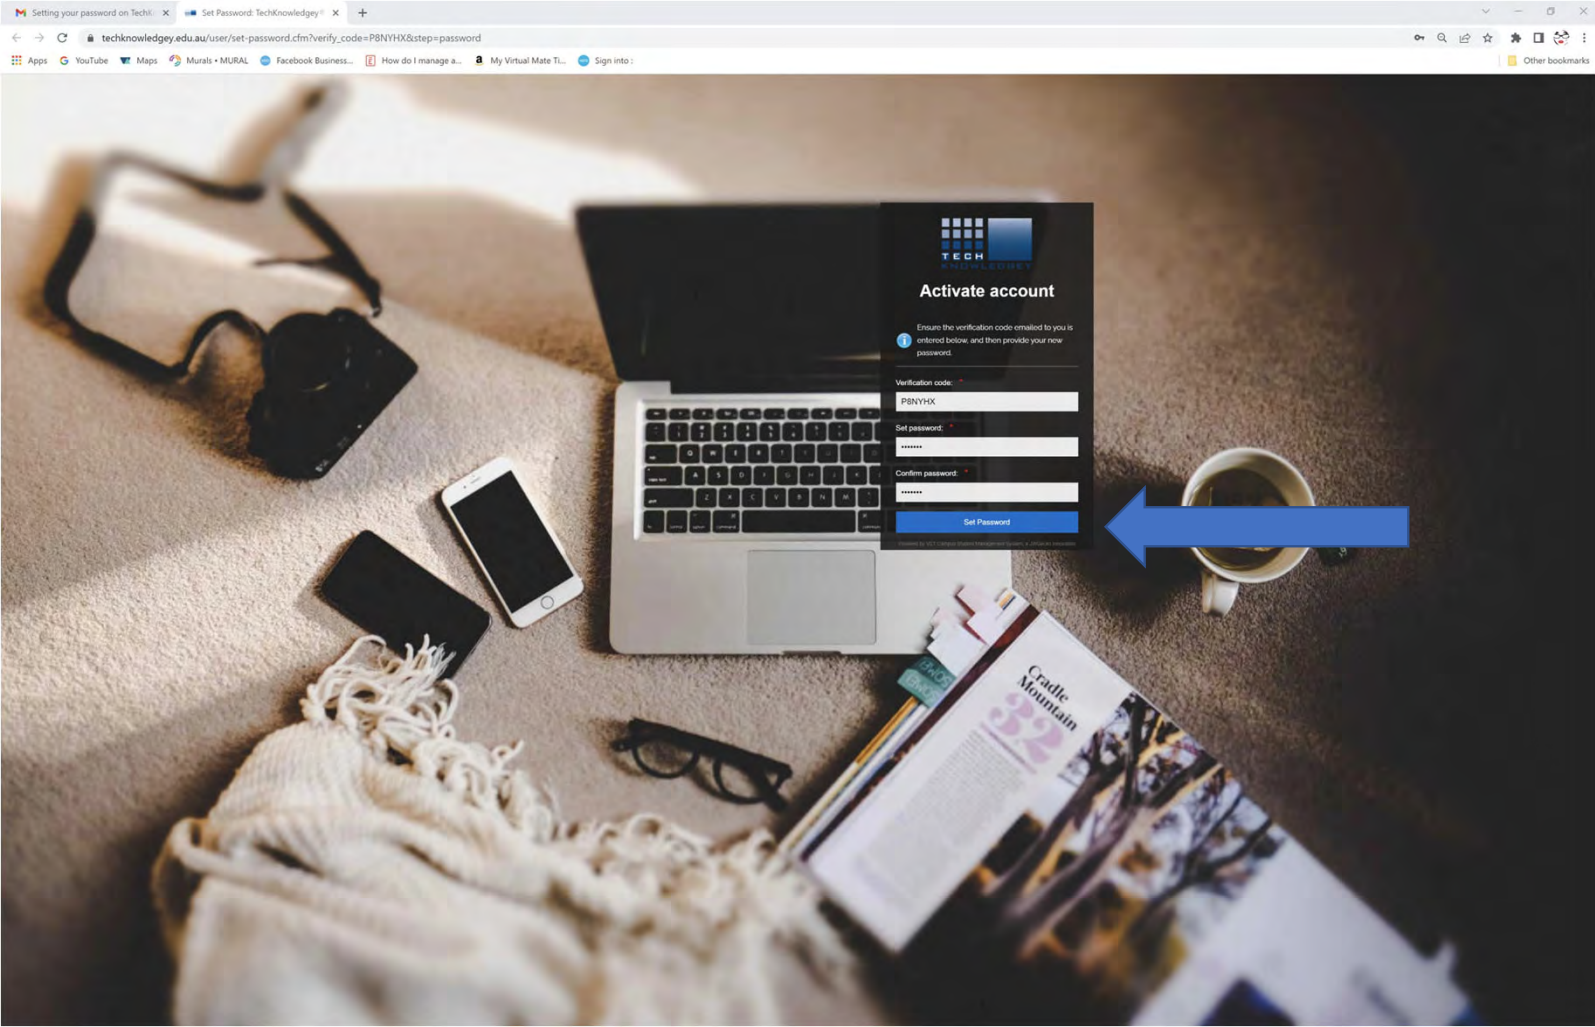 Setting your password on TechK
Set Password: TechKnowledgey®
techknowledgey.edu.au/user/set-password.cfm?verify_code=P8NYHX&step=password
Apps
YouTube
Maps
Murals • MURAL
Facebook Business...
How do I manage a...
My Virtual Mate Ti...
Sign into :
Other bookmarks
TECH
KNOWLEDGEY
Activate account
Ensure the verification code emailed to you is
entered below, and then provide your new
password.
Verification code: *
P8NYHX
Set password: *
•••••••
Confirm password: *
•••••••
Set Password
Cradle
Mountain
32